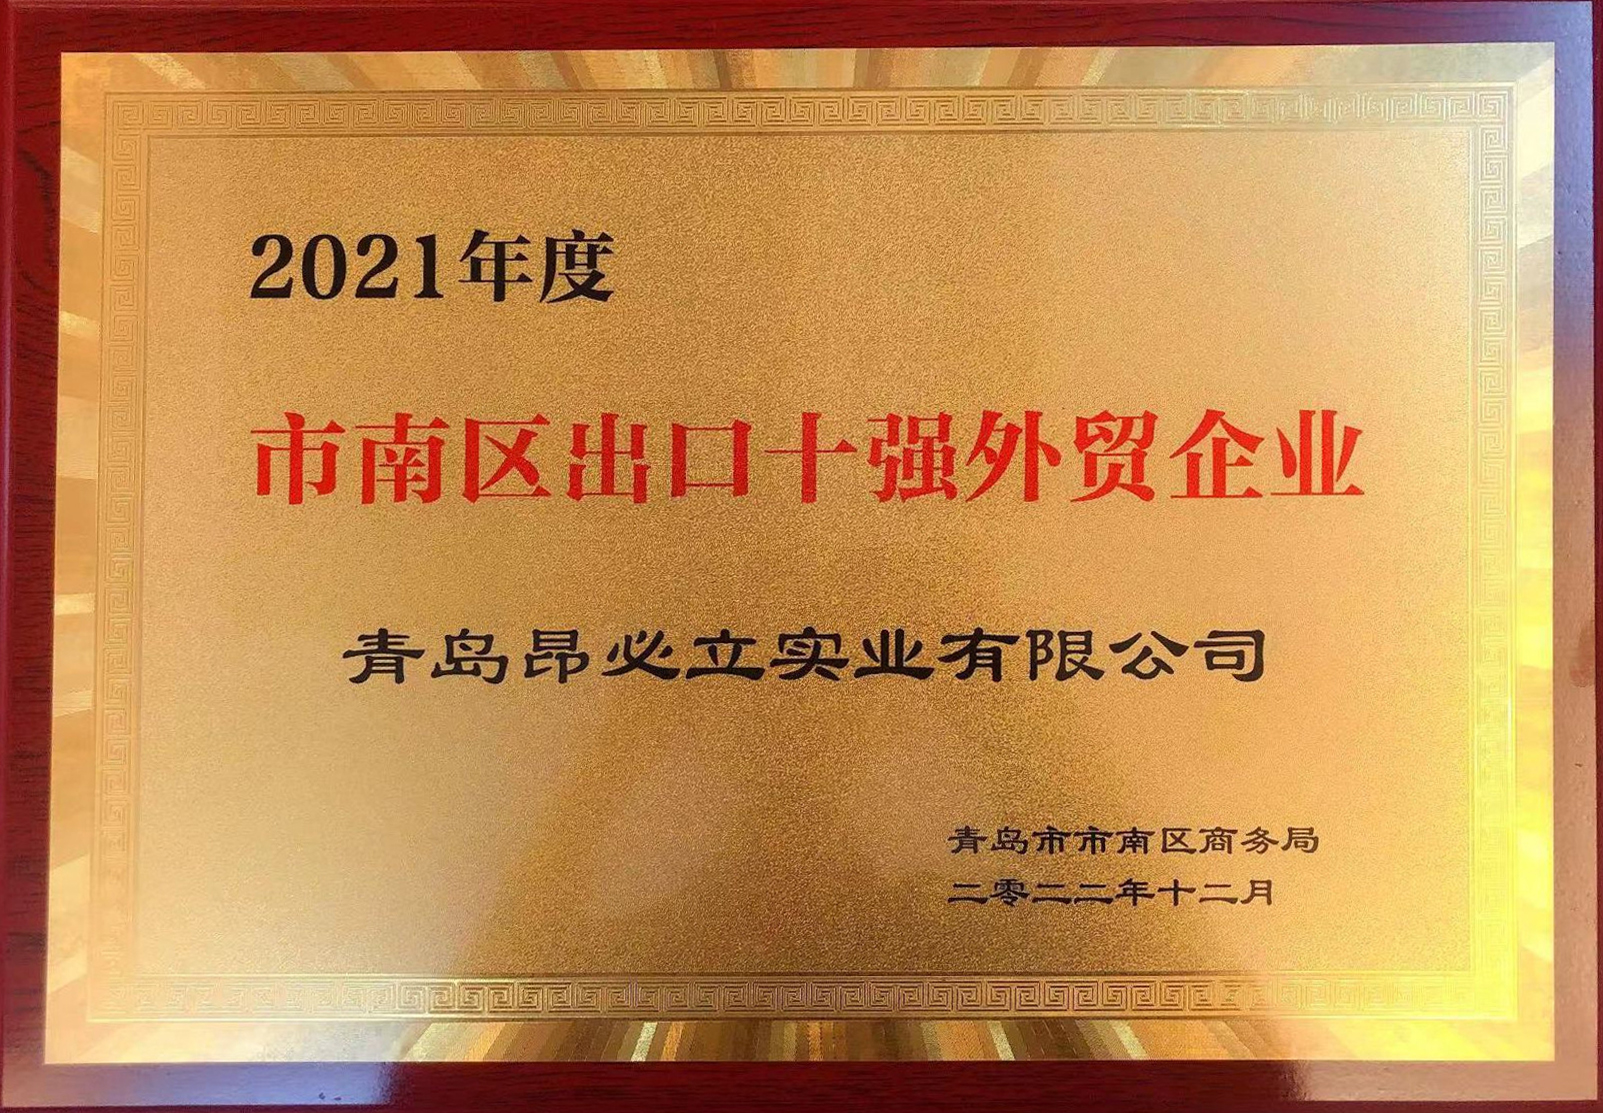 2021年度
市南区出口十强外贸企业
青岛昂必立实业有限公司
青岛市市南区商务局
二零二二年十二月